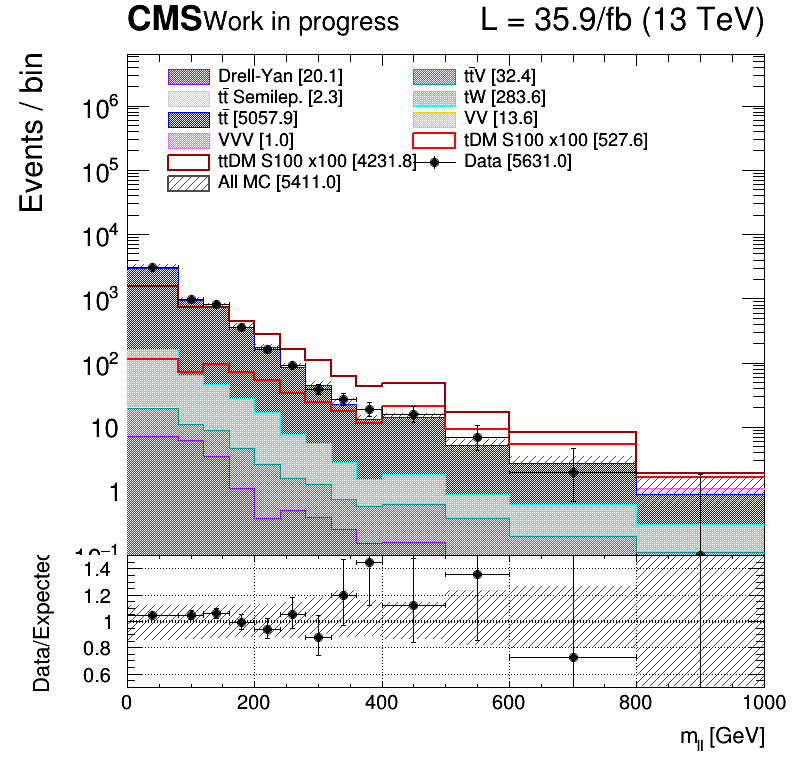 CMS Work in progress L = 35.9/fb (13 TeV)
Events / bin
Drell-Yan [20.1] tt̄V [32.4]
tt̄ Semilep. [2.3] tW [283.6]
tt̄ [5057.9] VV [13.6]
VVV [1.0] tDM S100 x100 [527.6]
ttDM S100 x100 [4231.8] Data [5631.0]
All MC [5411.0]
10⁶
10⁵
10⁴
10³
10²
10
1
10⁻¹
Data/Expected
1.4
1.2
1
0.8
0.6
0 200 400 600 800 1000
m_ll [GeV]